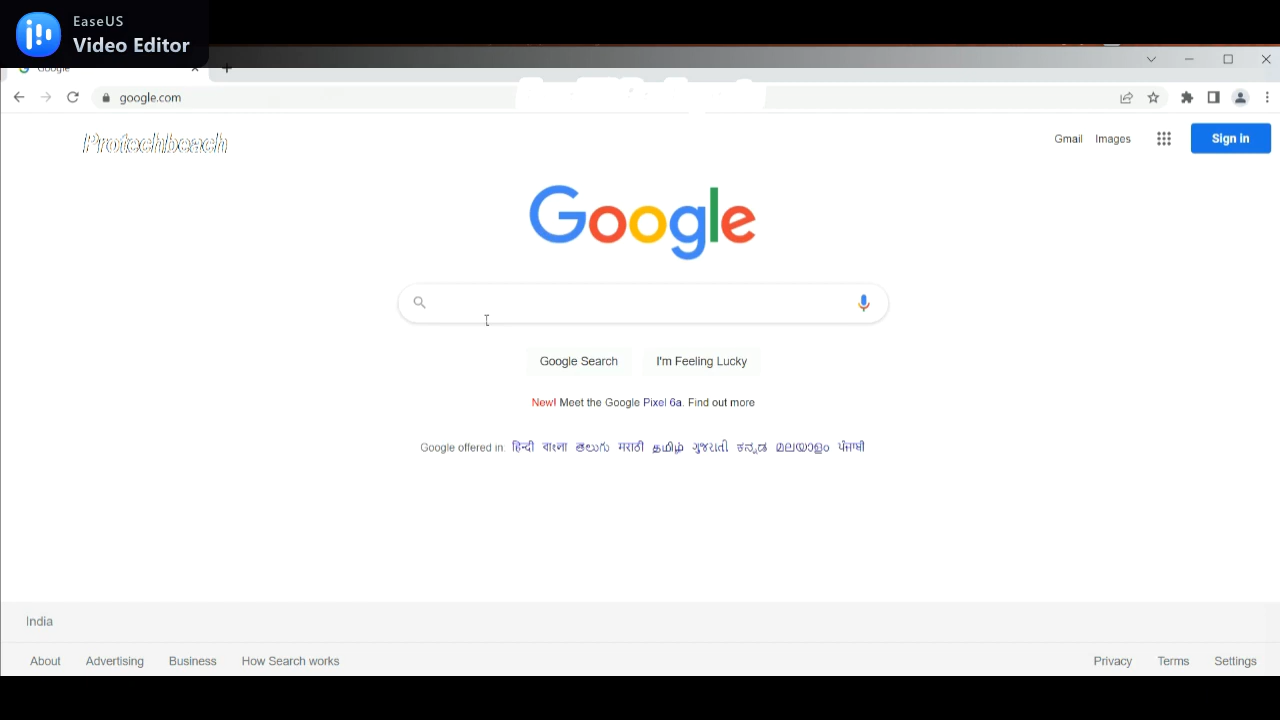 EaseUS
Video Editor
Google
google.com
Protechbeach
Gmail Images Sign in
Google
Google Search I'm Feeling Lucky
New! Meet the Google Pixel 6a. Find out more
Google offered in: हिन्दी বাংলা తెలుగు मराठी தமிழ் ગુજરાતી ಕನ್ನಡ മലയാളം ਪੰਜਾਬੀ
India
About Advertising Business How Search works Privacy Terms Settings